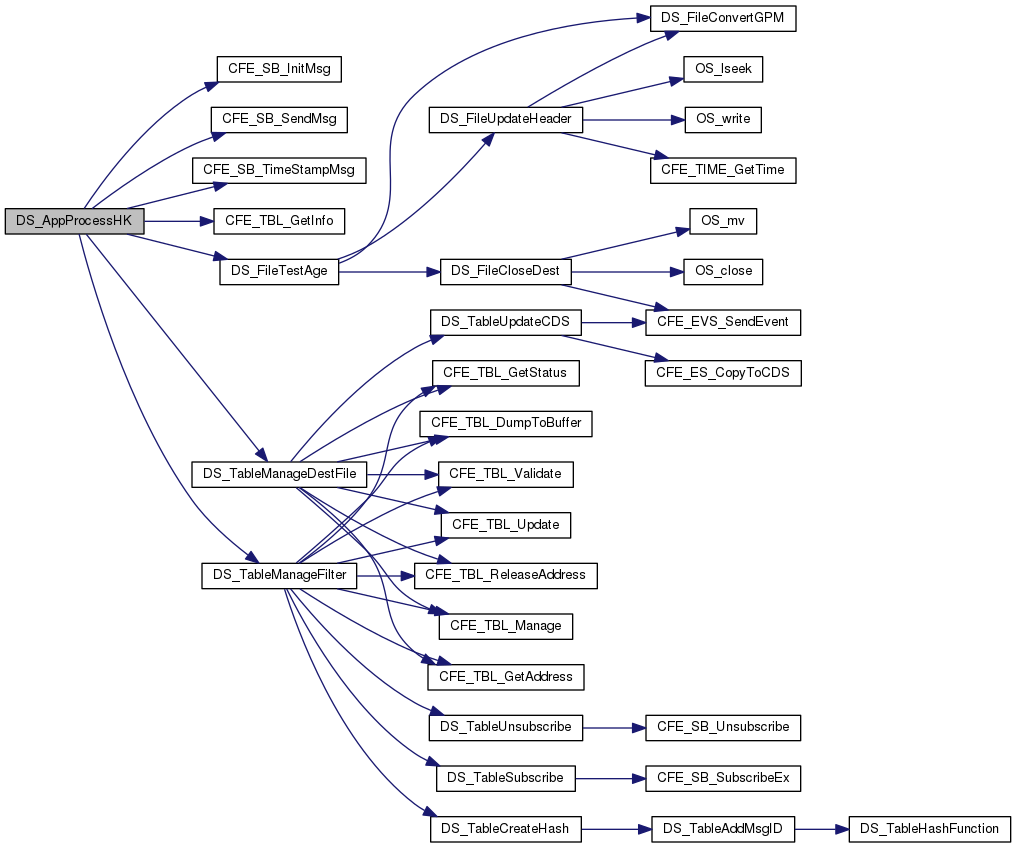 DS_FileConvertGPM
CFE_SB_InitMsg
OS_lseek
CFE_SB_SendMsg
DS_FileUpdateHeader
OS_write
CFE_SB_TimeStampMsg
CFE_TIME_GetTime
DS_AppProcessHK
CFE_TBL_GetInfo
OS_mv
DS_FileTestAge
DS_FileCloseDest
OS_close
DS_TableUpdateCDS
CFE_EVS_SendEvent
CFE_TBL_GetStatus
CFE_ES_CopyToCDS
CFE_TBL_DumpToBuffer
DS_TableManageDestFile
CFE_TBL_Validate
CFE_TBL_Update
DS_TableManageFilter
CFE_TBL_ReleaseAddress
CFE_TBL_Manage
CFE_TBL_GetAddress
DS_TableUnsubscribe
CFE_SB_Unsubscribe
DS_TableSubscribe
CFE_SB_SubscribeEx
DS_TableCreateHash
DS_TableAddMsgID
DS_TableHashFunction